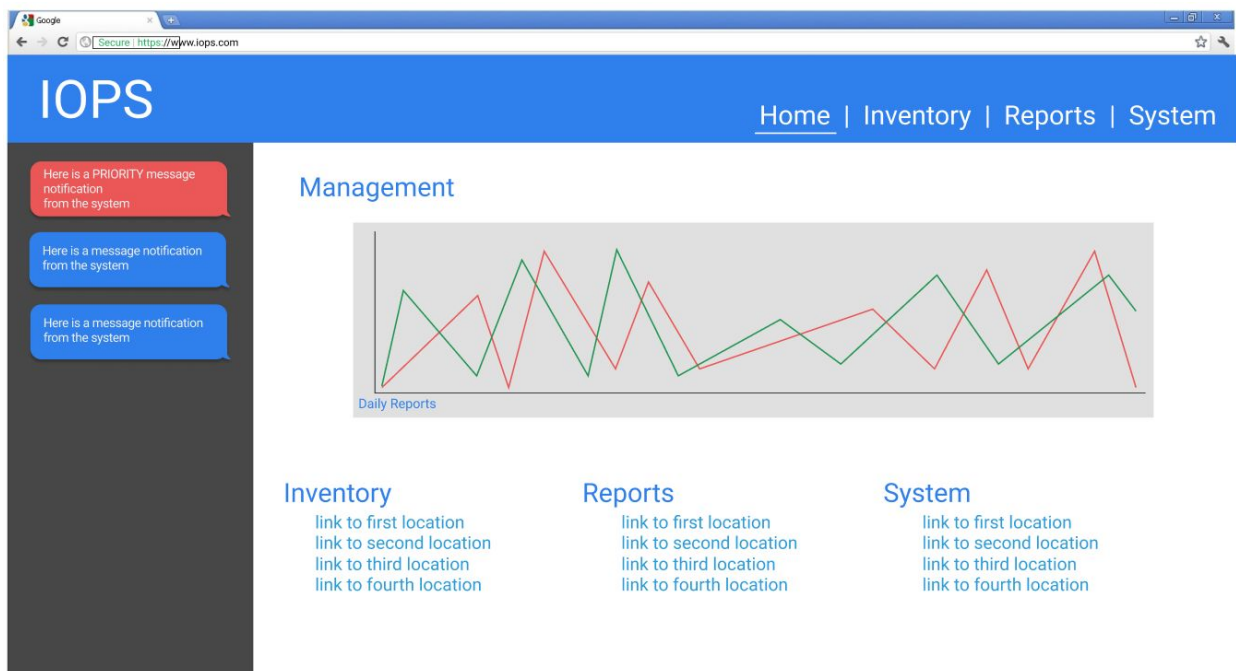 Google
Secure | https://www.iops.com
IOPS
Home | Inventory | Reports | System
Here is a PRIORITY message
notification
from the system
Here is a message notification
from the system
Here is a message notification
from the system
Management
Daily Reports
Inventory
link to first location
link to second location
link to third location
link to fourth location
Reports
link to first location
link to second location
link to third location
link to fourth location
System
link to first location
link to second location
link to third location
link to fourth location